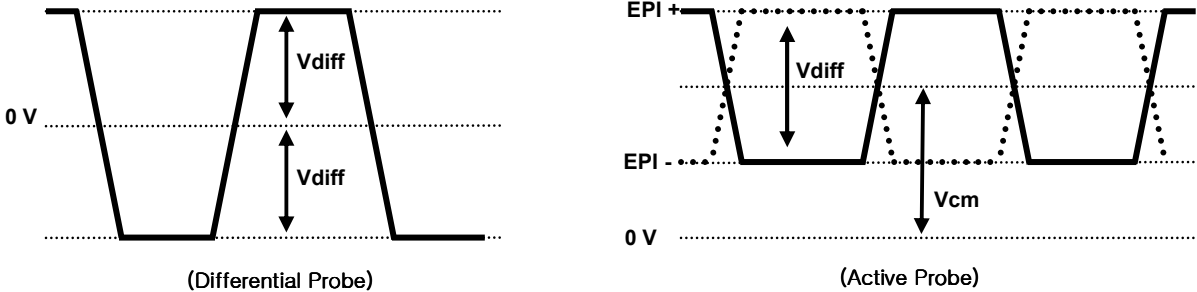 Vdiff
0 V
Vdiff
(Differential Probe)
EPI +
Vdiff
EPI -
Vcm
0 V
(Active Probe)